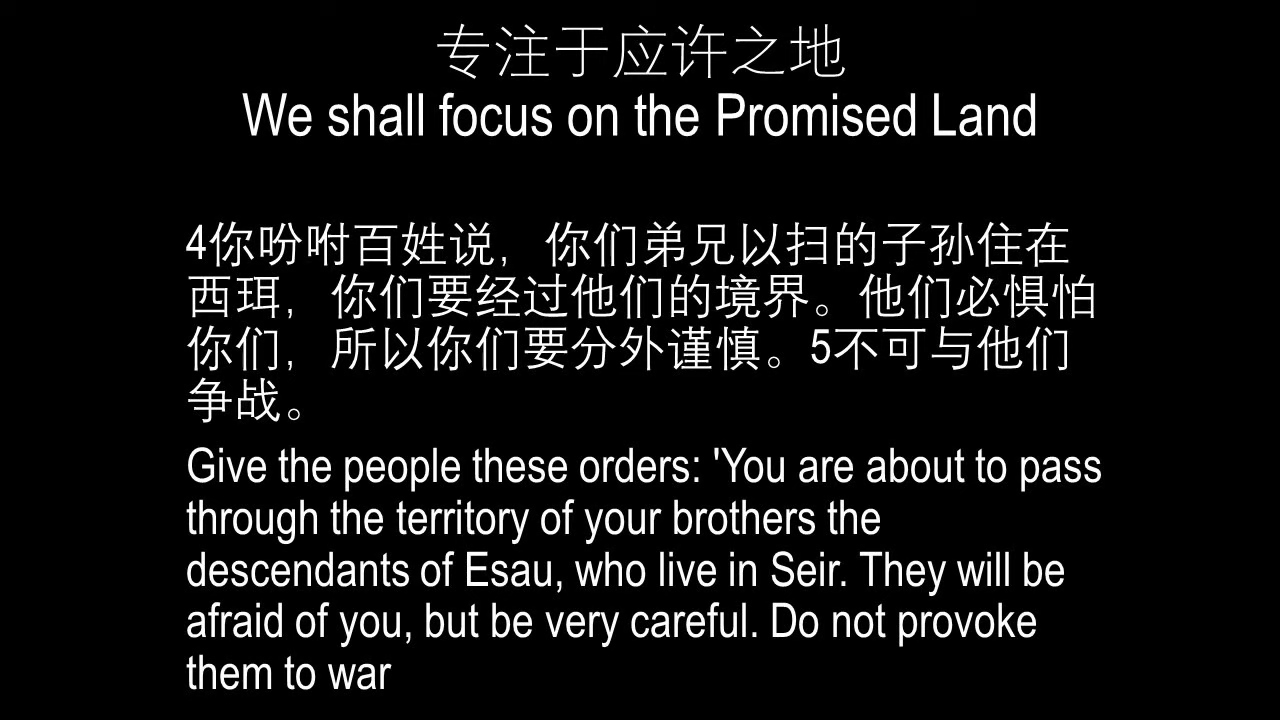 专注于应许之地
We shall focus on the Promised Land
4你吩咐百姓说，你们弟兄以扫的子孙住在
西珥，你们要经过他们的境界。他们必惧怕
你们，所以你们要分外谨慎。5不可与他们
争战。
Give the people these orders: 'You are about to pass
through the territory of your brothers the
descendants of Esau, who live in Seir. They will be
afraid of you, but be very careful. Do not provoke
them to war